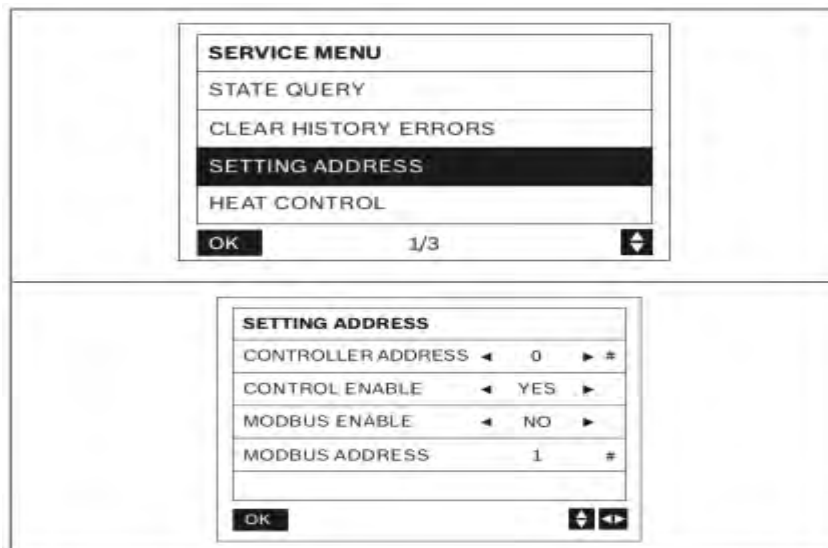 SERVICE MENU
STATE QUERY
CLEAR HISTORY ERRORS
SETTING ADDRESS
HEAT CONTROL
OK 1/3
SETTING ADDRESS
CONTROLLER ADDRESS ◄ 0 ► #
CONTROL ENABLE ◄ YES ►
MODBUS ENABLE ◄ NO ►
MODBUS ADDRESS 1 #
OK